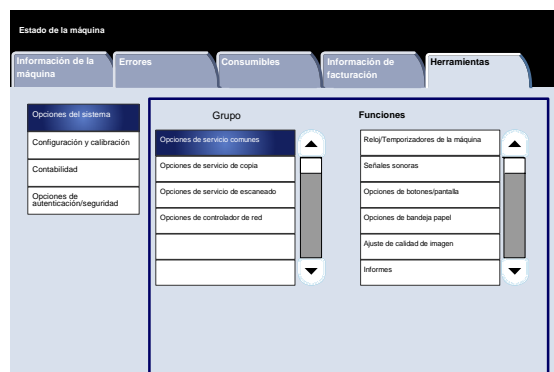 Estado de la máquina
Información de la
máquina
Errores
Consumibles
Información de
facturación
Herramientas
Opciones del sistema
Configuración y calibración
Contabilidad
Opciones de
autenticación/seguridad
Grupo
Opciones de servicio comunes
Opciones de servicio de copia
Opciones de servicio de escaneado
Opciones de controlador de red
Funciones
Reloj/Temporizadores de la máquina
Señales sonoras
Opciones de botones/pantalla
Opciones de bandeja papel
Ajuste de calidad de imagen
Informes